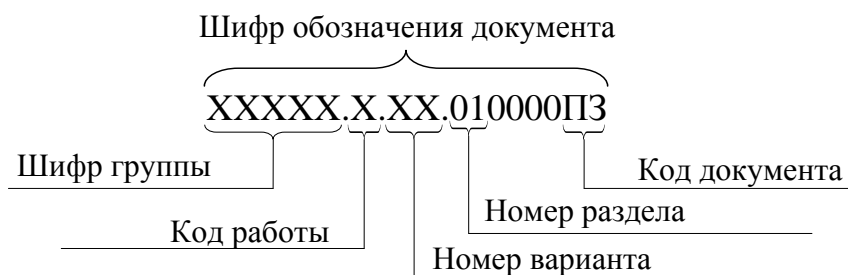 Шифр обозначения документа
ХХХХХ.Х.ХХ.010000ПЗ
Шифр группы
Код документа
Код работы
Номер раздела
Номер варианта